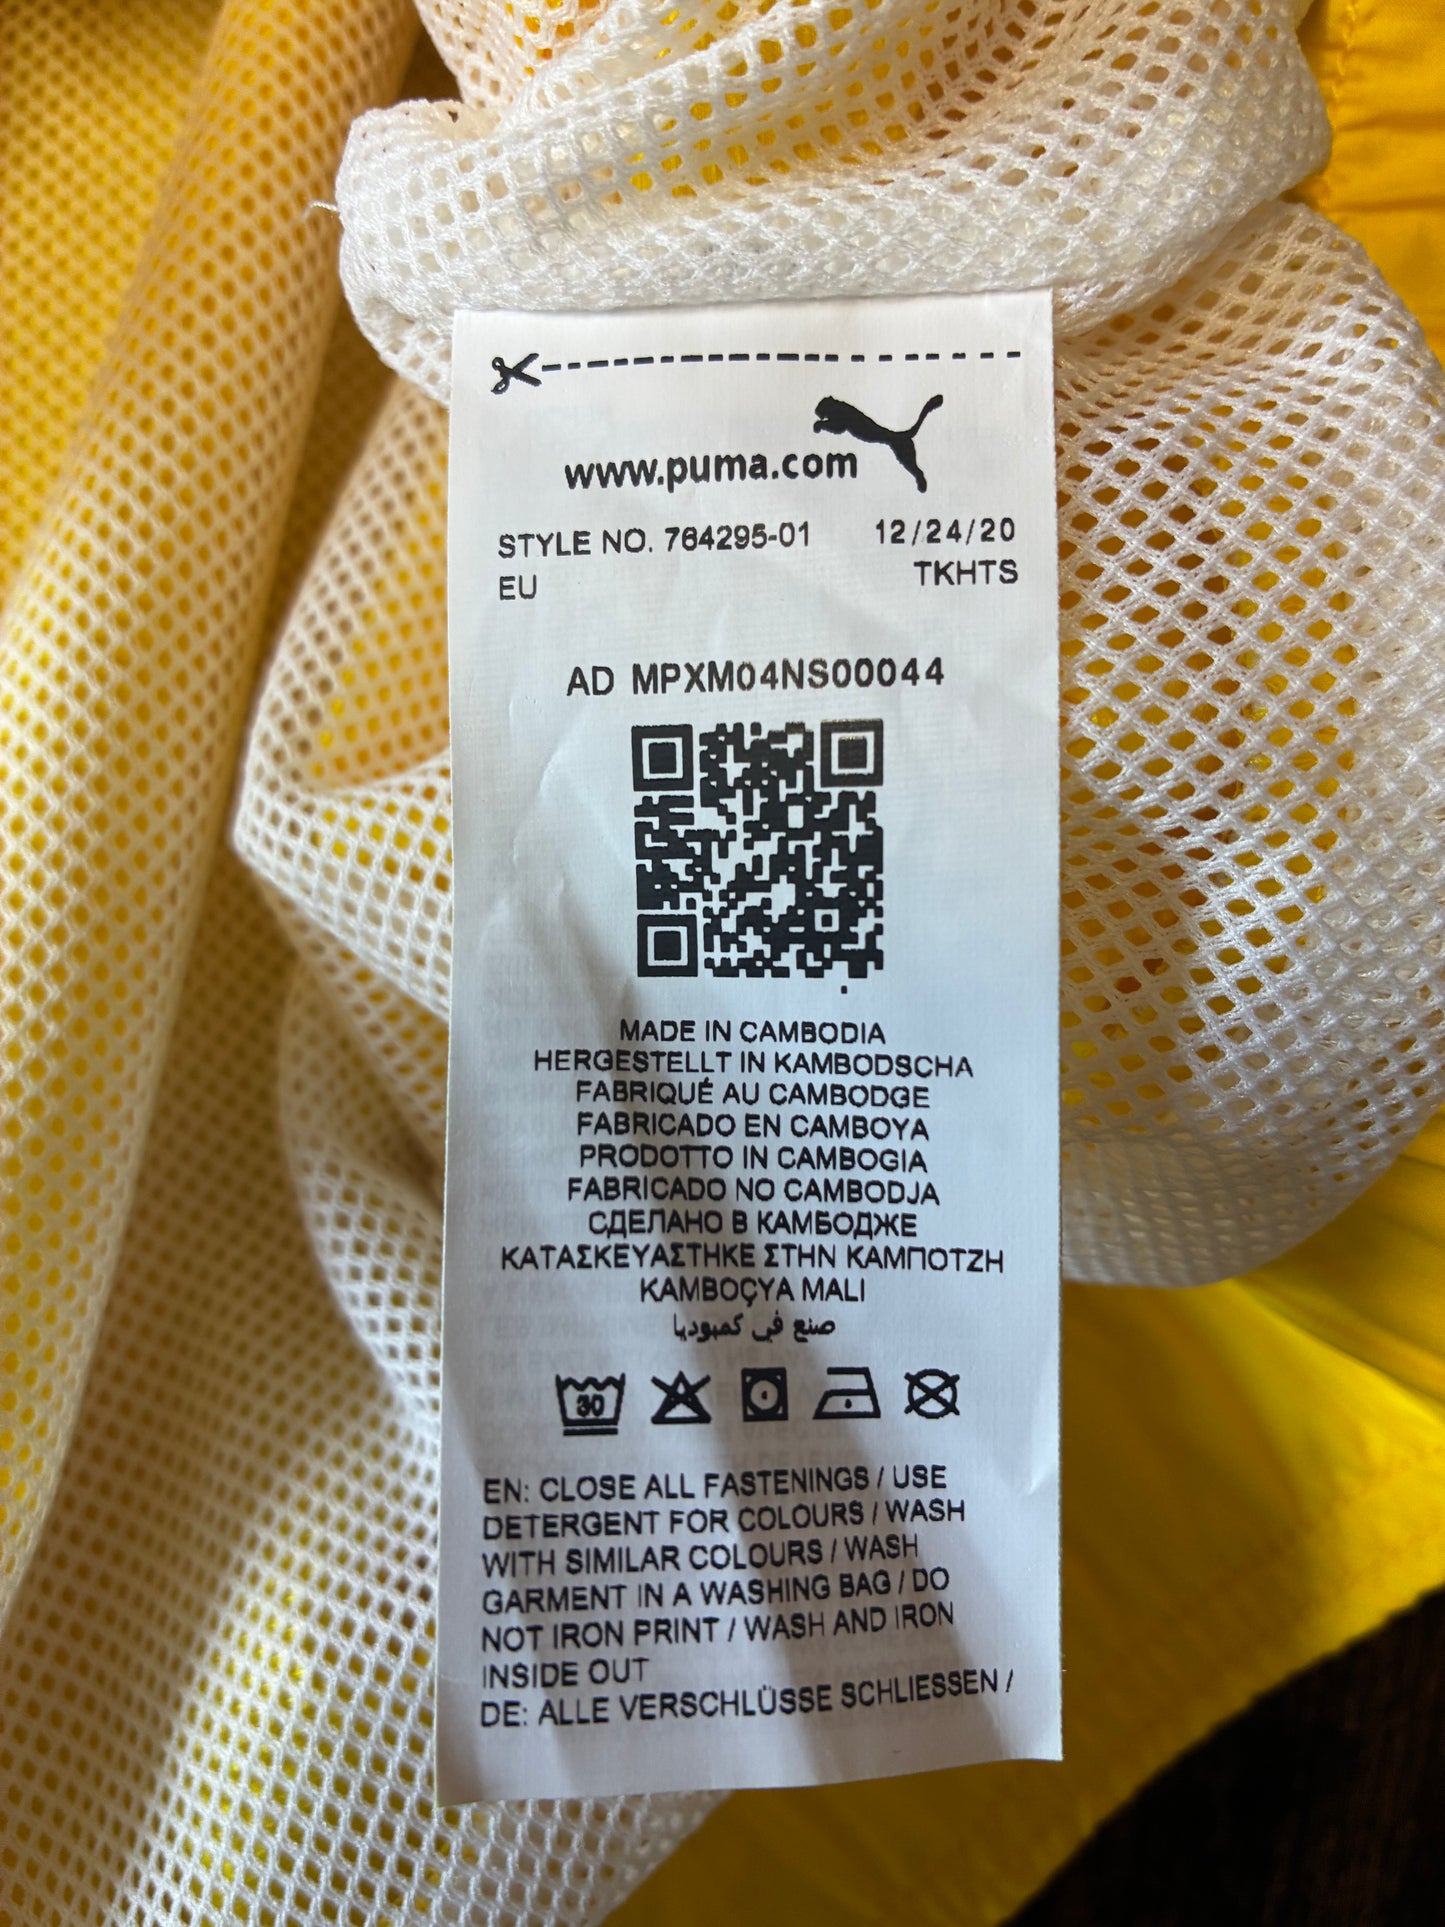 www.puma.com
STYLE NO. 764295-01 12/24/20
EU TKHTS
AD MPXM04NS00044
MADE IN CAMBODIA
HERGESTELLT IN KAMBODSCHA
FABRIQUÉ AU CAMBODGE
FABRICADO EN CAMBOYA
PRODOTTO IN CAMBOGIA
FABRICADO NO CAMBODJA
СДЕЛАНО В КАМБОДЖЕ
ΚΑΤΑΣΚΕΥΑΣΤΗΚΕ ΣΤΗΝ ΚΑΜΠΟΤΖΗ
KAMBOÇYA MALI
صنع في كمبوديا
30
EN: CLOSE ALL FASTENINGS / USE
DETERGENT FOR COLOURS / WASH
WITH SIMILAR COLOURS / WASH
GARMENT IN A WASHING BAG / DO
NOT IRON PRINT / WASH AND IRON
INSIDE OUT
DE: ALLE VERSCHLÜSSE SCHLIESSEN /